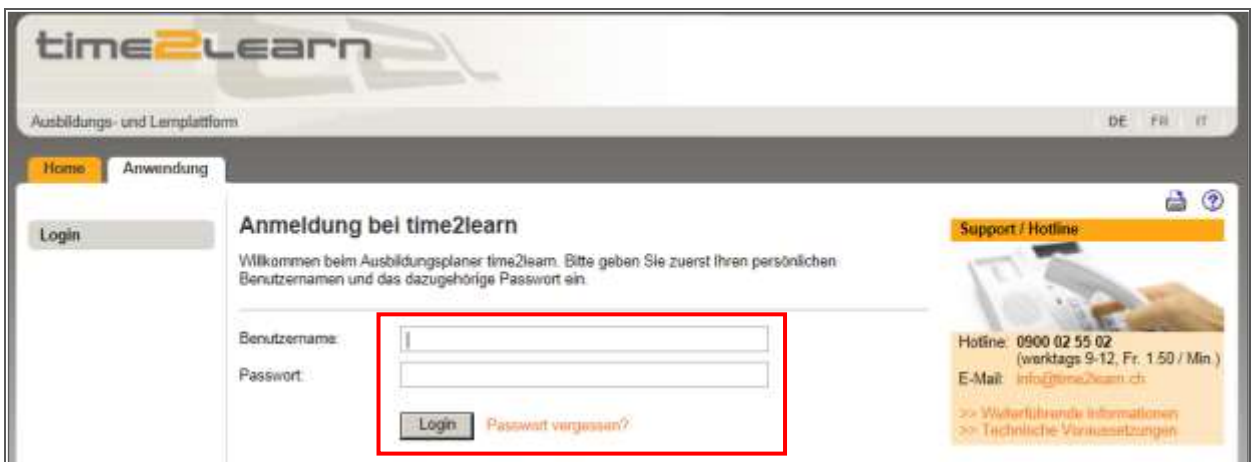 time2Learn
Ausbildungs- und Lernplattform
DE FR IT
Home Anwendung
Login
Anmeldung bei time2learn
Willkommen beim Ausbildungsplaner time2learn. Bitte geben Sie zuerst Ihren persönlichen
Benutzernamen und das dazugehörige Passwort ein.
Benutzername:
Passwort:
Login Passwort vergessen?
Support / Hotline
Hotline: 0900 02 55 02
(werktags 9-12, Fr. 1.50 / Min.)
E-Mail: info@time2learn.ch
>> Weiterführende Informationen
>> Technische Voraussetzungen